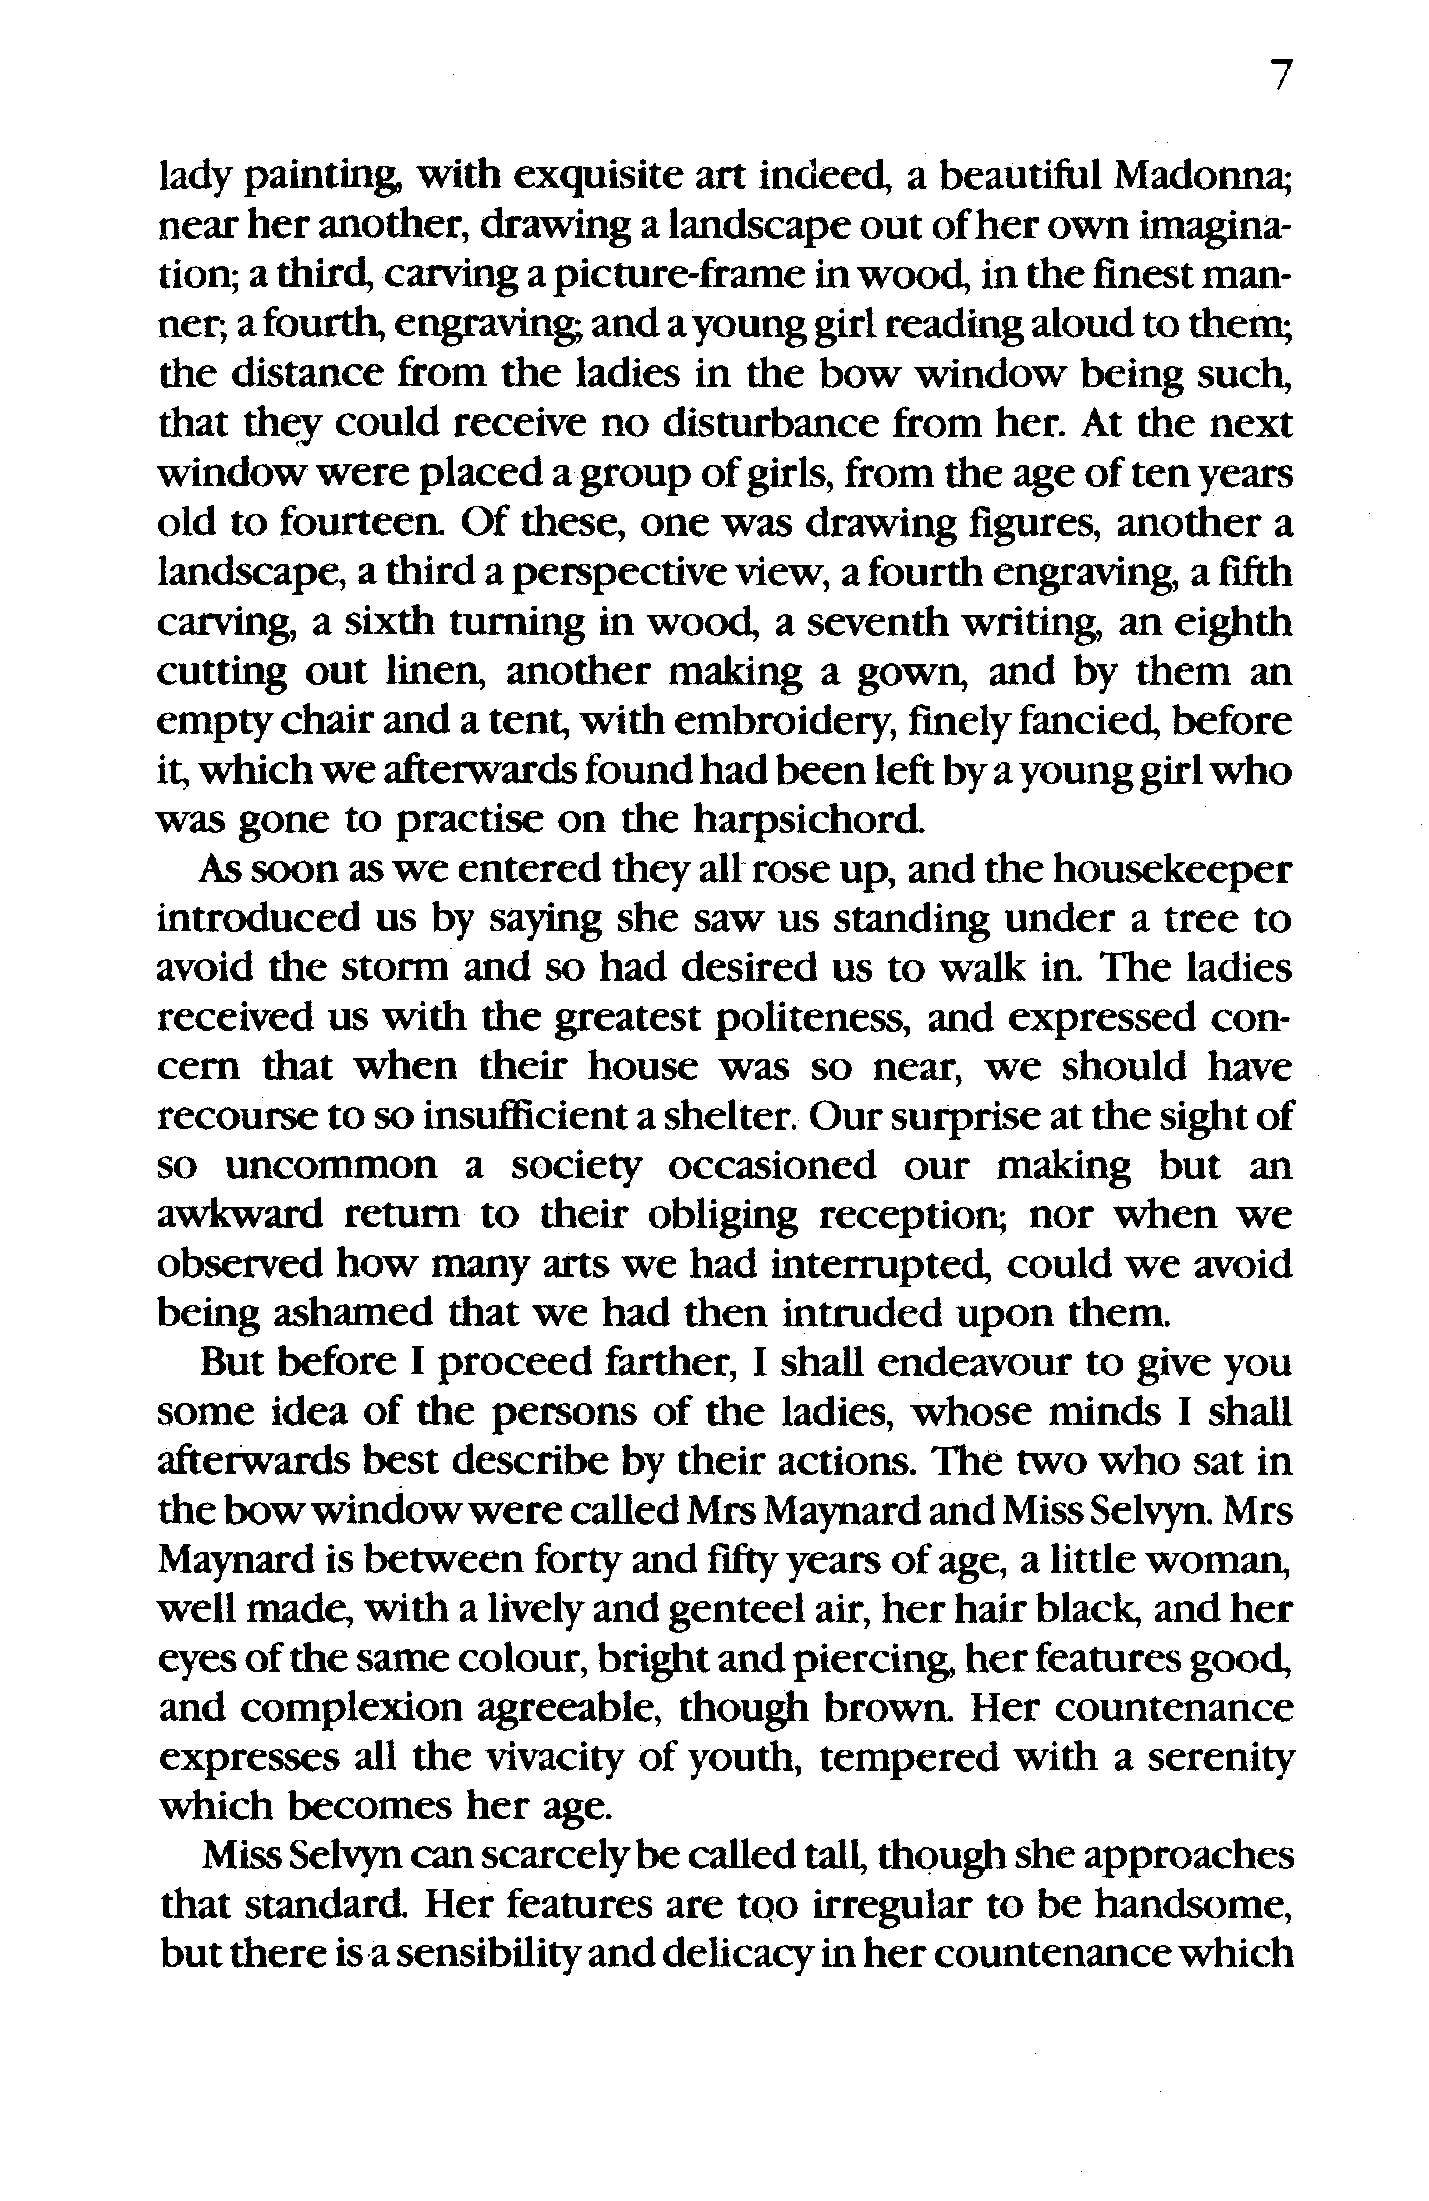 7
lady painting, with exquisite art indeed, a beautiful Madonna;
near her another, drawing a landscape out of her own imagina-
tion; a third, carving a picture-frame in wood, in the finest man-
ner; a fourth, engraving; and a young girl reading aloud to them;
the distance from the ladies in the bow window being such,
that they could receive no disturbance from her. At the next
window were placed a group of girls, from the age of ten years
old to fourteen. Of these, one was drawing figures, another a
landscape, a third a perspective view, a fourth engraving, a fifth
carving, a sixth turning in wood, a seventh writing, an eighth
cutting out linen, another making a gown, and by them an
empty chair and a tent, with embroidery, finely fancied, before
it, which we afterwards found had been left by a young girl who
was gone to practise on the harpsichord.
As soon as we entered they all rose up, and the housekeeper
introduced us by saying she saw us standing under a tree to
avoid the storm and so had desired us to walk in. The ladies
received us with the greatest politeness, and expressed con-
cern that when their house was so near, we should have
recourse to so insufficient a shelter. Our surprise at the sight of
so uncommon a society occasioned our making but an
awkward return to their obliging reception; nor when we
observed how many arts we had interrupted, could we avoid
being ashamed that we had then intruded upon them.
But before I proceed farther, I shall endeavour to give you
some idea of the persons of the ladies, whose minds I shall
afterwards best describe by their actions. The two who sat in
the bow window were called Mrs Maynard and Miss Selvyn. Mrs
Maynard is between forty and fifty years of age, a little woman,
well made, with a lively and genteel air, her hair black, and her
eyes of the same colour, bright and piercing, her features good,
and complexion agreeable, though brown. Her countenance
expresses all the vivacity of youth, tempered with a serenity
which becomes her age.
Miss Selvyn can scarcely be called tall, though she approaches
that standard. Her features are too irregular to be handsome,
but there is a sensibility and delicacy in her countenance which